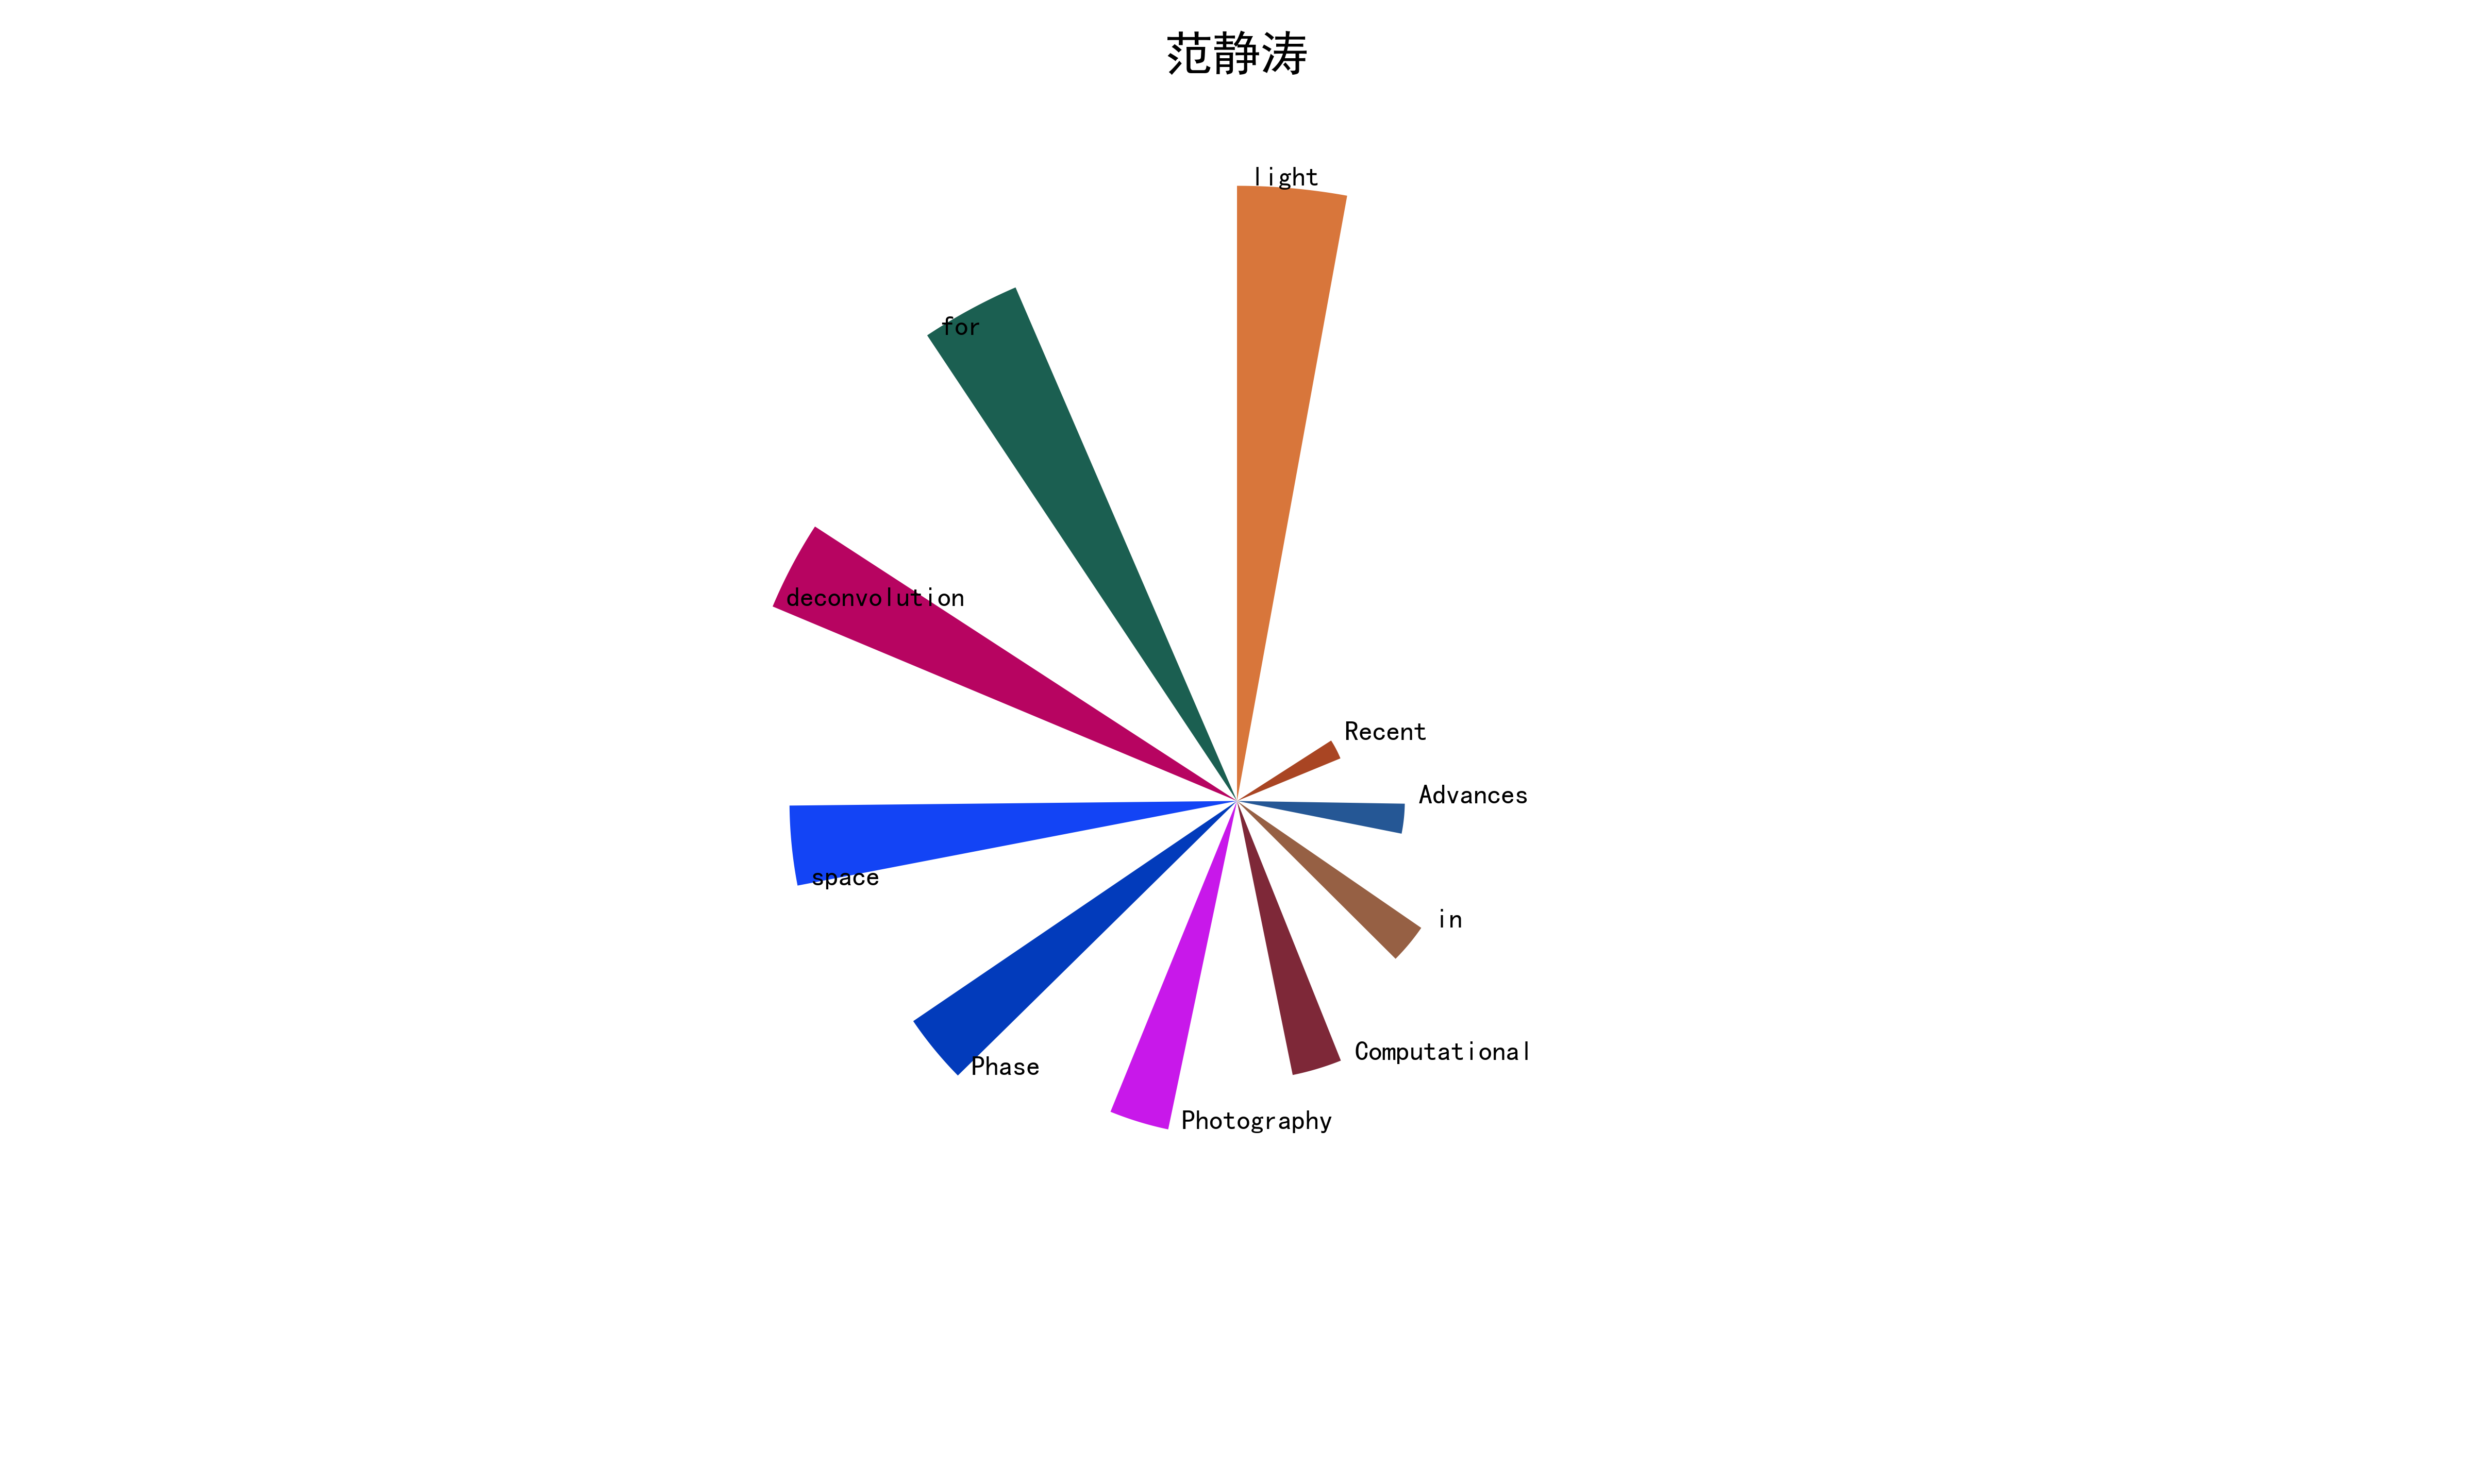 范静涛
light
for
deconvolution
Recent
Advances
space
in
Computational
Phase
Photography